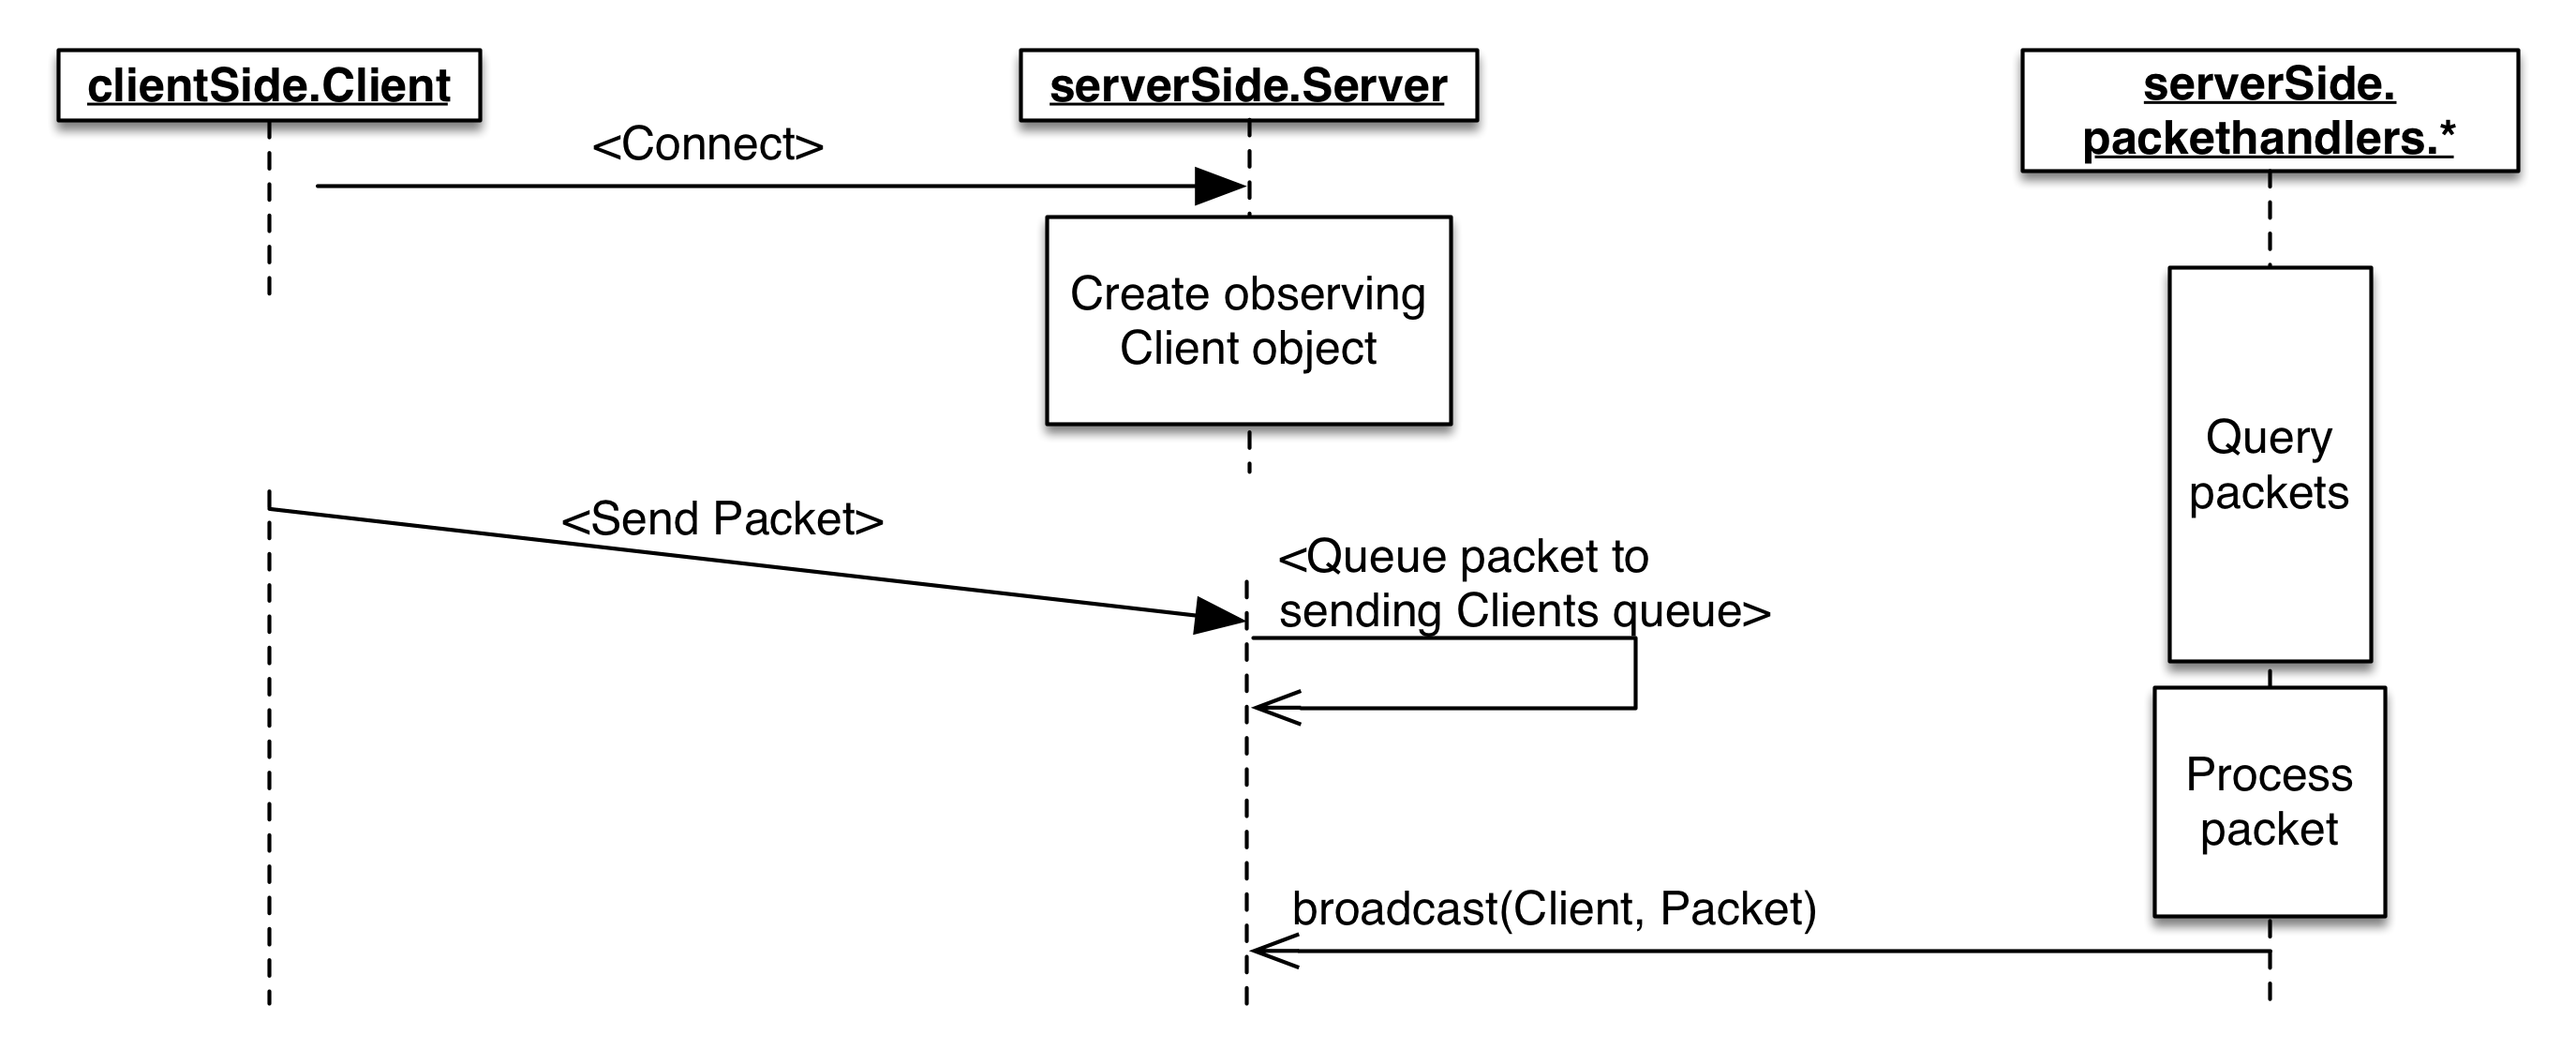 clientSide.Client
serverSide.Server
serverSide.
packethandlers.*
<Connect>
Create observing
Client object
Query
packets
<Send Packet>
<Queue packet to
sending Clients queue>
Process
packet
broadcast(Client, Packet)